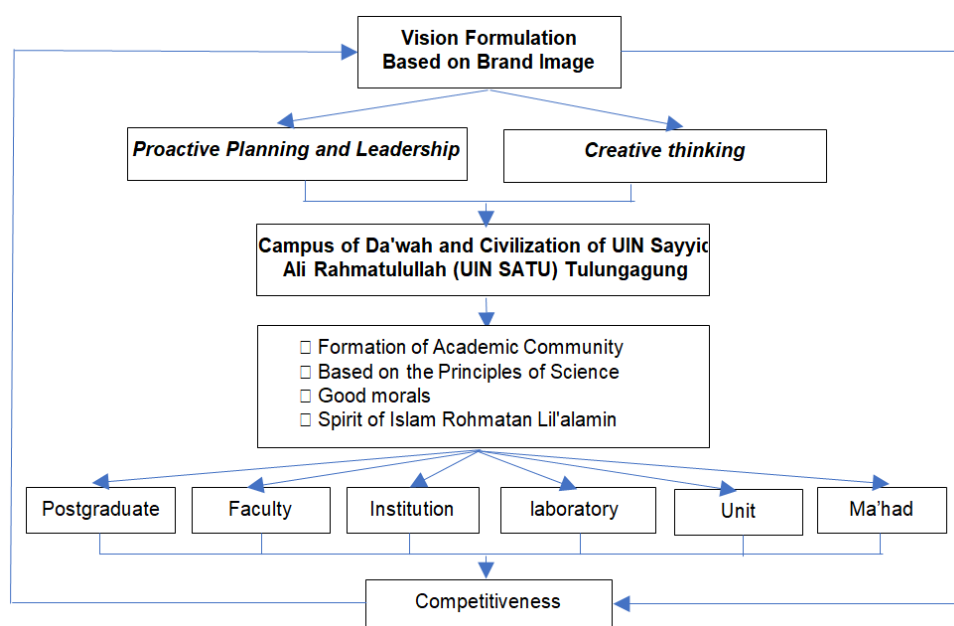 Vision Formulation
Based on Brand Image
Proactive Planning and Leadership
Creative thinking
Campus of Da'wah and Civilization of UIN Sayyid
Ali Rahmatulullah (UIN SATU) Tulungagung
□ Formation of Academic Community
□ Based on the Principles of Science
□ Good morals
□ Spirit of Islam Rohmatan Lil'alamin
Postgraduate
Faculty
Institution
laboratory
Unit
Ma'had
Competitiveness